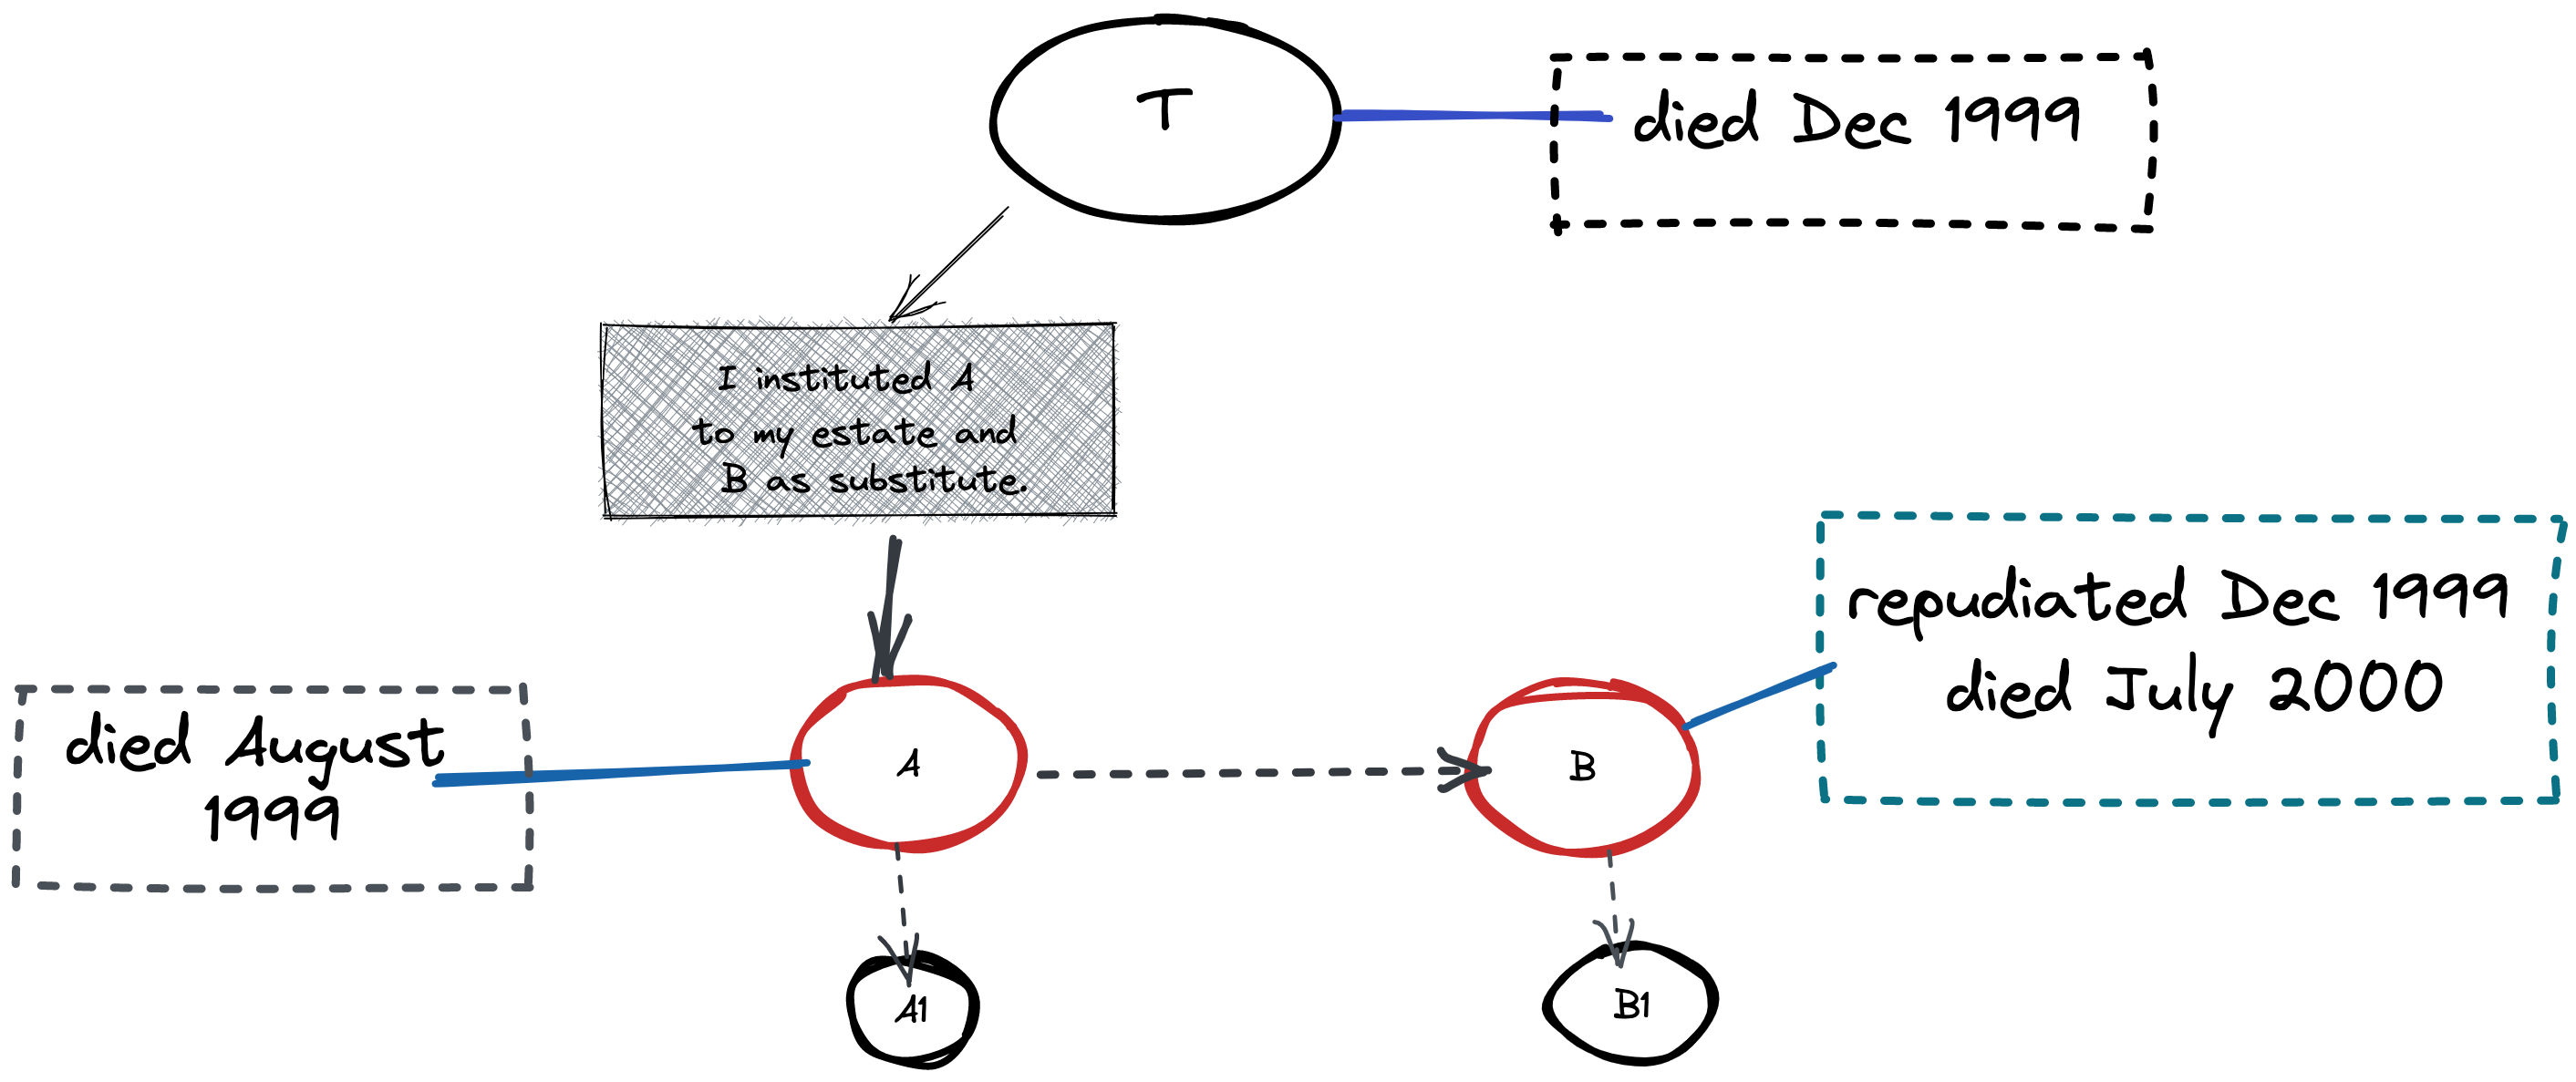 T
died Dec 1999
I instituted A
to my estate and
B as substitute.
repudiated Dec 1999
died July 2000
died August
1999
A
B
A1
B1